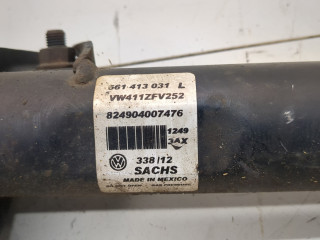 561 413 031 L
VW411ZFV252
824904007476
1249
3AX
338/12
SACHS
MADE IN MEXICO